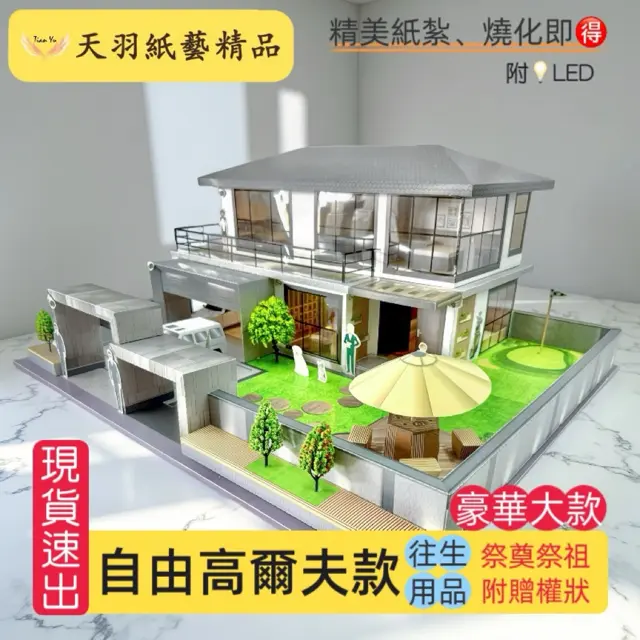 Tian Yu
天羽紙藝精品
精美紙紮、燒化即得
附LED
現貨速出
豪華大款
自由高爾夫款
往生用品
祭奠祭祖
附贈權狀